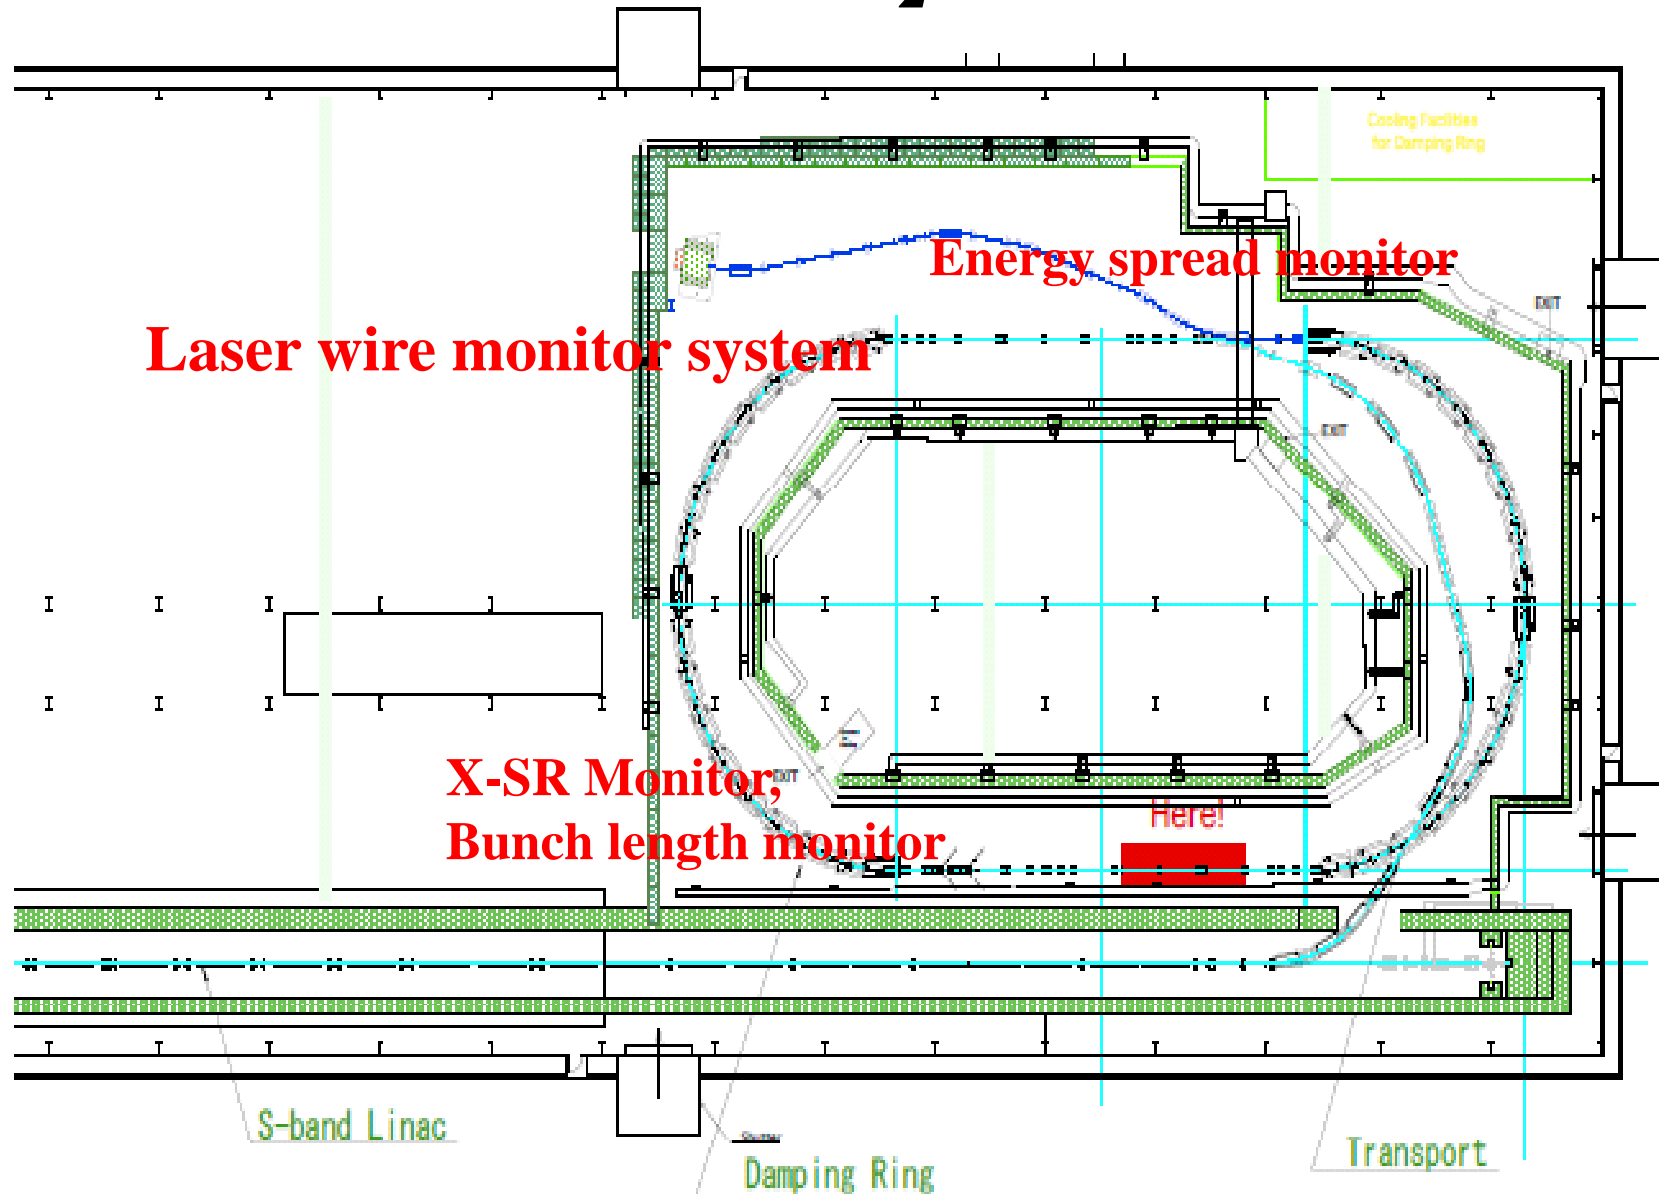 Cooling Facilities
for Damping Ring
Energy spread monitor
EXIT
Laser wire monitor system
EXIT
X-SR Monitor,
EXIT
Bunch length monitor
Here!
S-band Linac
Damping Ring
Transport